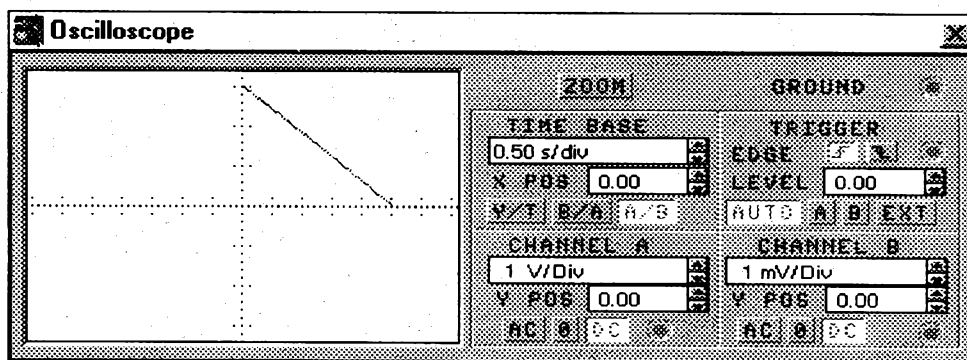 Oscilloscope
ZOOM GROUND
TIME BASE
0.50 s/div
X POS 0.00
Y/T B/A A/B
TRIGGER
EDGE
LEVEL 0.00
AUTO A B EXT
CHANNEL A
1 V/Div
Y POS 0.00
AC 0 DC
CHANNEL B
1 mV/Div
Y POS 0.00
AC 0 DC